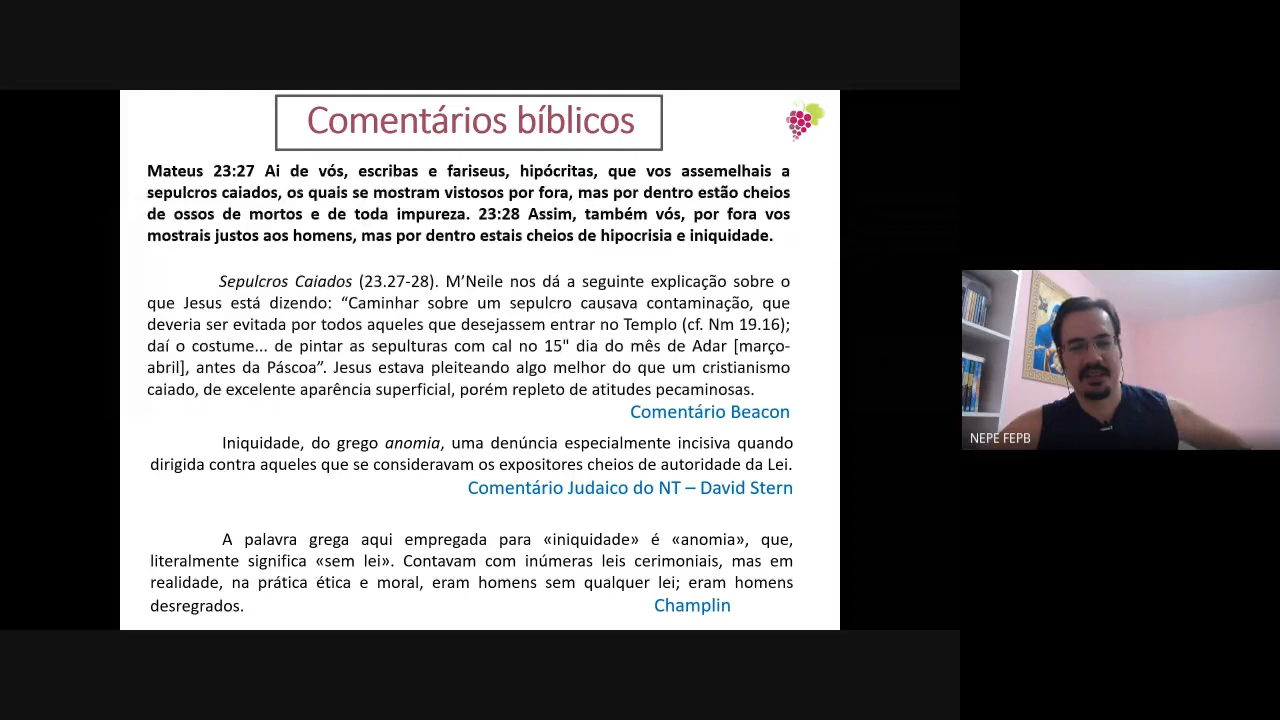 Comentários bíblicos
Mateus 23:27 Ai de vós, escribas e fariseus, hipócritas, que vos assemelhais a
sepulcros caiados, os quais se mostram vistosos por fora, mas por dentro estão cheios
de ossos de mortos e de toda impureza. 23:28 Assim, também vós, por fora vos
mostrais justos aos homens, mas por dentro estais cheios de hipocrisia e iniquidade.
Sepulcros Caiados (23.27-28). M’Neile nos dá a seguinte explicação sobre o
que Jesus está dizendo: “Caminhar sobre um sepulcro causava contaminação, que
deveria ser evitada por todos aqueles que desejassem entrar no Templo (cf. Nm 19.16);
daí o costume... de pintar as sepulturas com cal no 15" dia do mês de Adar [março-
abril], antes da Páscoa”. Jesus estava pleiteando algo melhor do que um cristianismo
caiado, de excelente aparência superficial, porém repleto de atitudes pecaminosas.
Comentário Beacon
Iniquidade, do grego anomia, uma denúncia especialmente incisiva quando
dirigida contra aqueles que se consideravam os expositores cheios de autoridade da Lei.
Comentário Judaico do NT – David Stern
A palavra grega aqui empregada para «iniquidade» é «anomia», que,
literalmente significa «sem lei». Contavam com inúmeras leis cerimoniais, mas em
realidade, na prática ética e moral, eram homens sem qualquer lei; eram homens
desregrados.
Champlin
NEPE FEPB